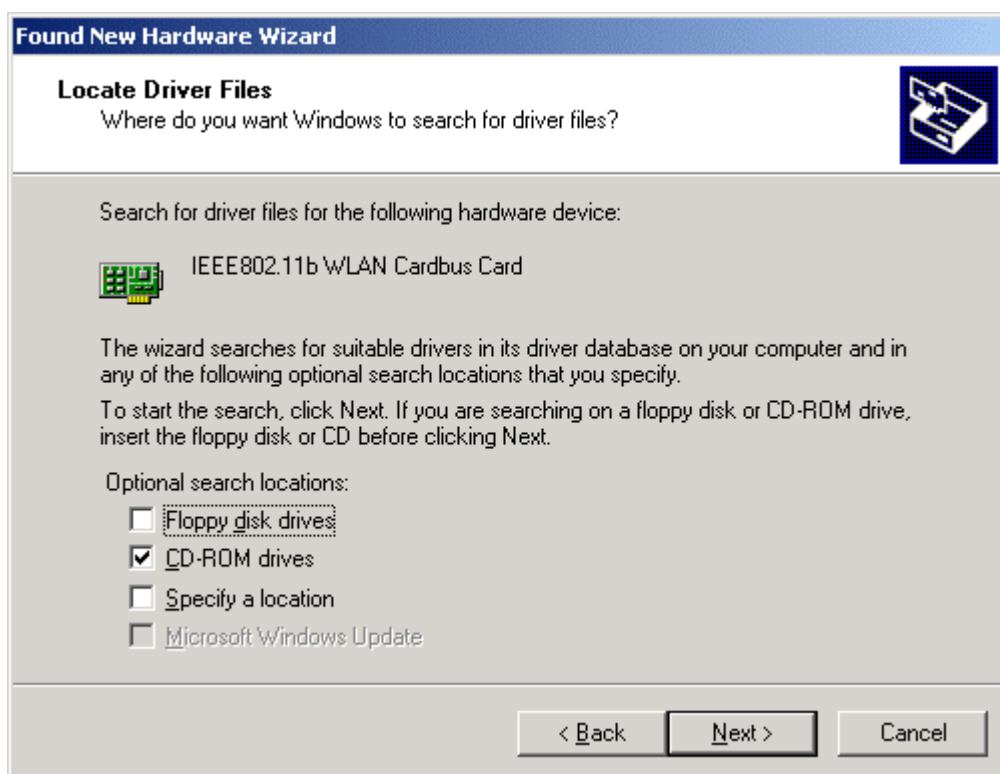 Found New Hardware Wizard
Locate Driver Files
Where do you want Windows to search for driver files?
Search for driver files for the following hardware device:
IEEE802.11b WLAN Cardbus Card
The wizard searches for suitable drivers in its driver database on your computer and in
any of the following optional search locations that you specify.
To start the search, click Next. If you are searching on a floppy disk or CD-ROM drive,
insert the floppy disk or CD before clicking Next.
Optional search locations:
Floppy disk drives
CD-ROM drives
Specify a location
Microsoft Windows Update
< Back Next > Cancel